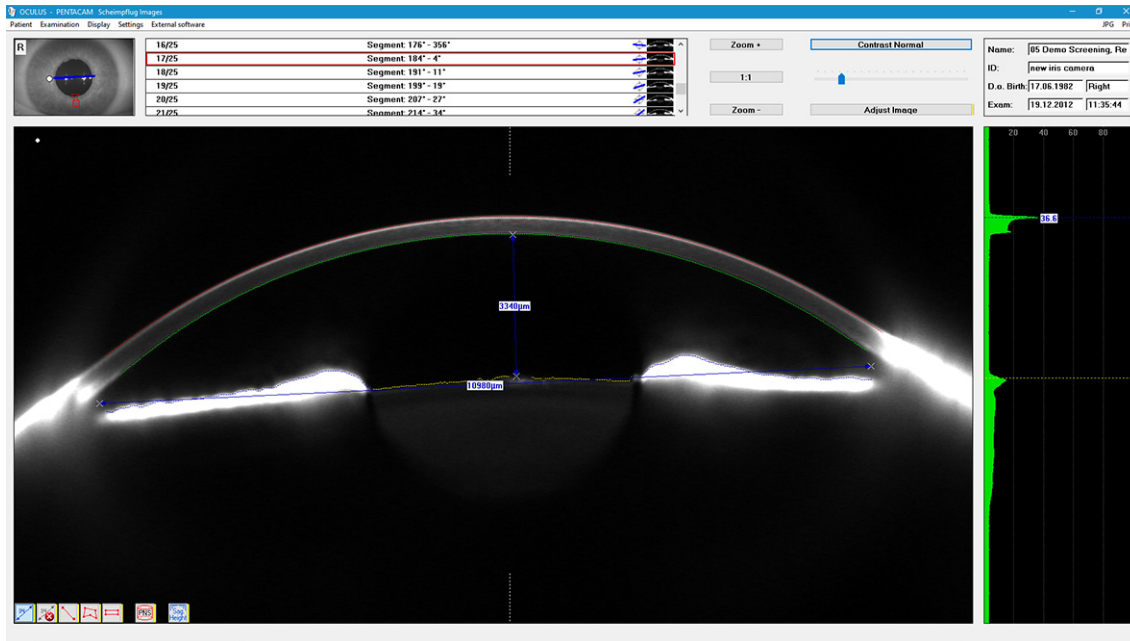 OCULUS - PENTACAM Scheimpflug Images
Patient Examination Display Settings External software JPG
R
16/25 Segment: 176° - 356°
17/25 Segment: 184° - 4°
18/25 Segment: 191° - 11°
19/25 Segment: 199° - 19°
20/25 Segment: 207° - 27°
21/25 Segment: 214° - 34°
Zoom +
1:1
Zoom -
Contrast Normal
Adjust Image
Name: 05 Demo Screening, Re
ID: new iris camera
D.o. Birth: 17.06.1982 Right
Exam: 19.12.2012 11:35:44
20 40 60 80
36.6
3340µm
10980µm
PNS
Sag
Height